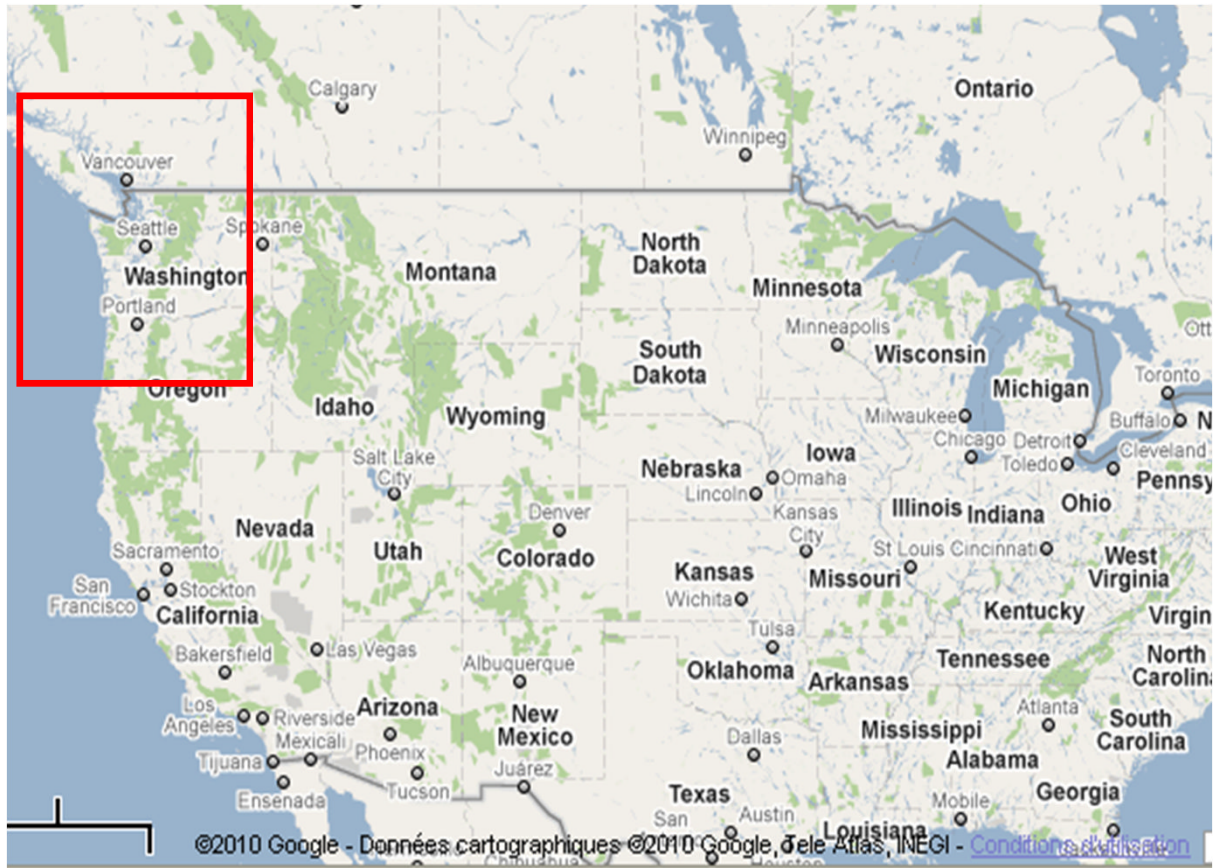 Calgary
Ontario
Winnipeg
Vancouver
Seattle
Spokane
Washington
Montana
North
Dakota
Minnesota
Portland
Minneapolis
Ott
Oregon
Idaho
Wyoming
South
Dakota
Wisconsin
Michigan
Toronto
Milwaukee
Buffalo
N
Chicago
Detroit
Cleveland
Toledo
Salt Lake
City
Nebraska
Iowa
Omaha
Lincoln
Pennsy
Illinois
Indiana
Ohio
Nevada
Utah
Denver
Colorado
Kansas
City
St Louis
Cincinnati
West
Virginia
Sacramento
San
Francisco
Stockton
California
Kansas
Missouri
Wichita
Kentucky
Virgin
Tulsa
Bakersfield
Las Vegas
Albuquerque
Oklahoma
Arkansas
Tennessee
North
Carolin
Los
Angeles
Riverside
Arizona
New
Mexico
Atlanta
South
Carolina
Mexicali
Phoenix
Dallas
Mississippi
Alabama
Tijuana
Tucson
Juárez
Ensenada
Texas
Georgia
San
Austin
Mobile
Louisiana
©2010 Google - Données cartographiques ©2010 Google, Tele Atlas, INEGI - Conditions d'utilisation
Chihuahua